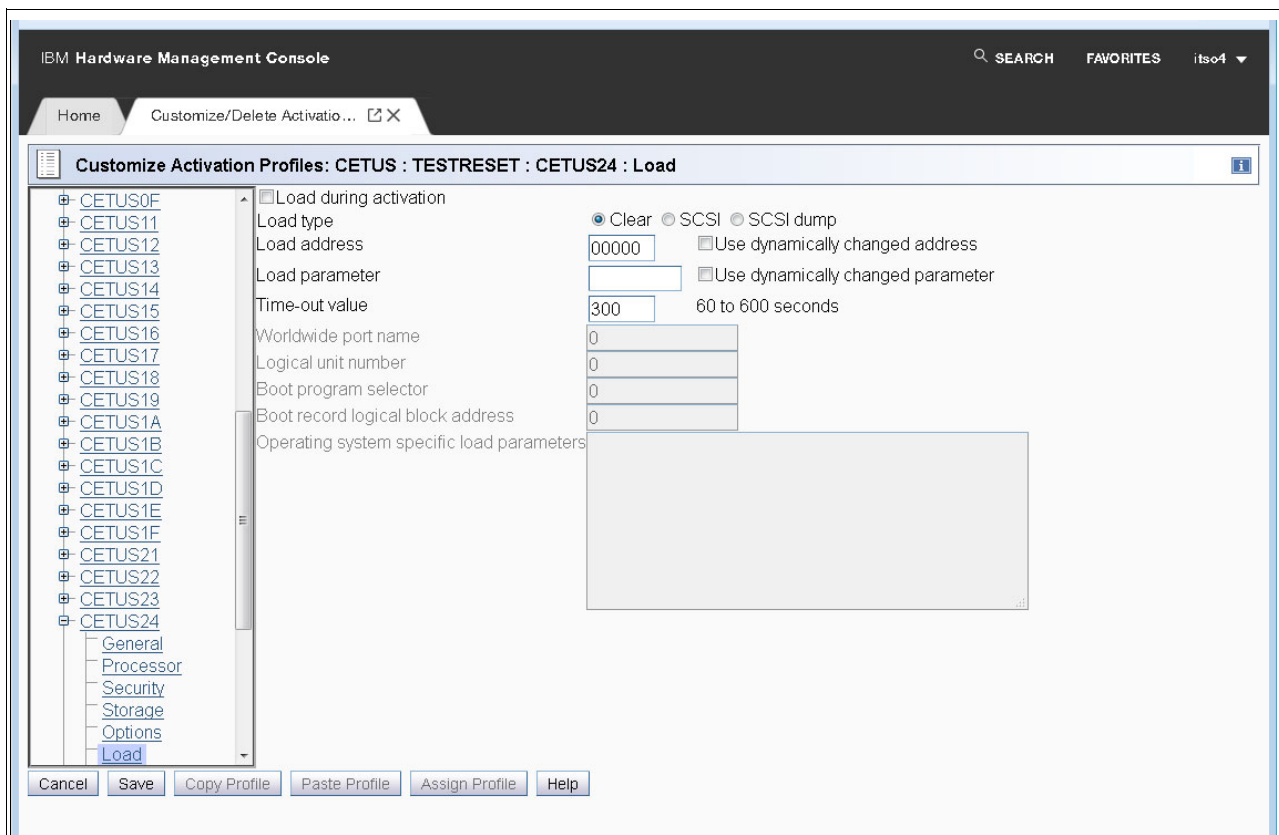 IBM Hardware Management Console
SEARCH FAVORITES itso4
Home Customize/Delete Activatio...
Customize Activation Profiles: CETUS : TESTRESET : CETUS24 : Load
CETUS0F
CETUS11
CETUS12
CETUS13
CETUS14
CETUS15
CETUS16
CETUS17
CETUS18
CETUS19
CETUS1A
CETUS1B
CETUS1C
CETUS1D
CETUS1E
CETUS1F
CETUS21
CETUS22
CETUS23
CETUS24
General
Processor
Security
Storage
Options
Load
Load during activation
Load type Clear SCSI SCSI dump
Load address 00000 Use dynamically changed address
Load parameter Use dynamically changed parameter
Time-out value 300 60 to 600 seconds
Worldwide port name 0
Logical unit number 0
Boot program selector 0
Boot record logical block address 0
Operating system specific load parameters
Cancel Save Copy Profile Paste Profile Assign Profile Help